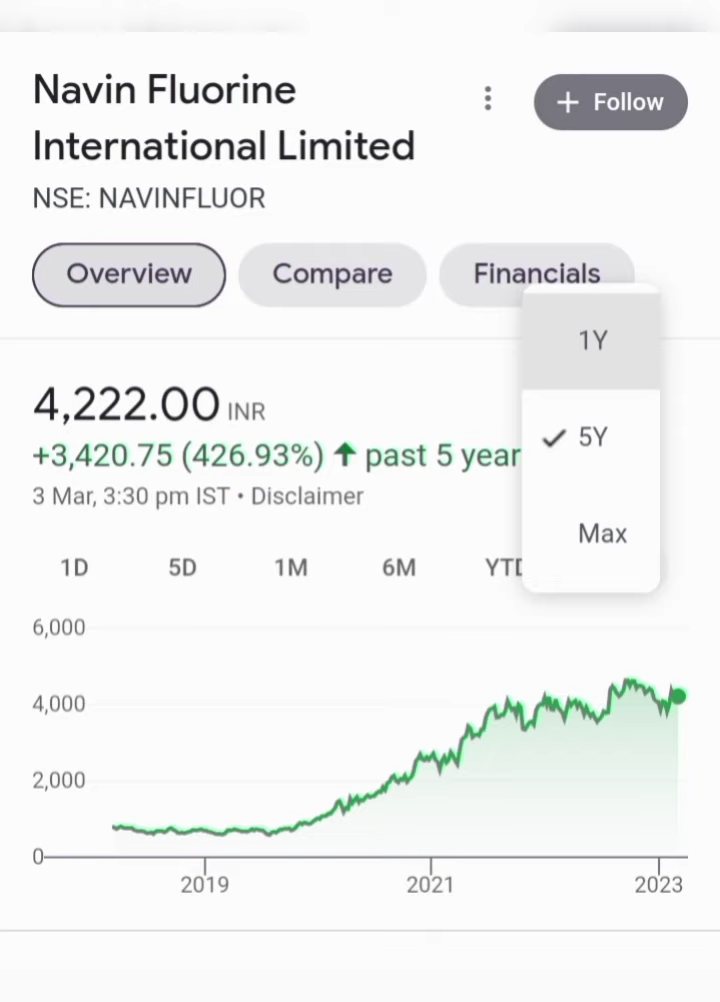 Navin Fluorine
International Limited
+ Follow
NSE: NAVINFLUOR
Overview
Compare
Financials
1Y
5Y
Max
4,222.00 INR
+3,420.75 (426.93%) ↑ past 5 year
3 Mar, 3:30 pm IST • Disclaimer
1D 5D 1M 6M YTD
6,000
4,000
2,000
0
2019 2021 2023